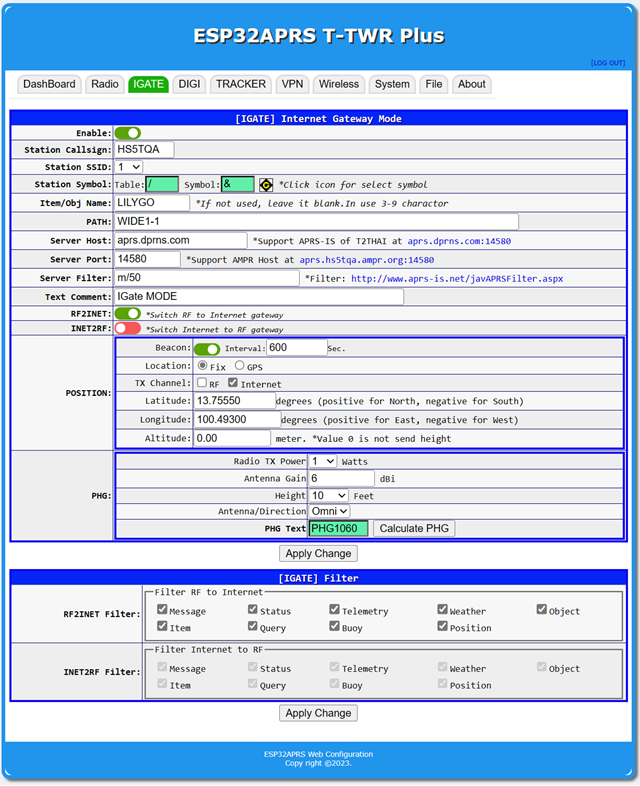 ESP32APRS T-TWR Plus
[LOG OUT]
DashBoard Radio IGATE DIGI TRACKER VPN Wireless System File About
[IGATE] Internet Gateway Mode
Enable:
Station Callsign: HS5TQA
Station SSID: 1
Station Symbol: Table: / Symbol: & *Click icon for select symbol
Item/Obj Name: LILYGO *If not used, leave it blank.In use 3-9 charactor
PATH: WIDE1-1
Server Host: aprs.dprns.com *Support APRS-IS of T2THAI at aprs.dprns.com:14580
Server Port: 14580 *Support AMPR Host at aprs.hs5tqa.ampr.org:14580
Server Filter: m/50 *Filter: http://www.aprs-is.net/javAPRSFilter.aspx
Text Comment: IGate MODE
RF2INET: *Switch RF to Internet gateway
INET2RF: *Switch Internet to RF gateway
POSITION:
Beacon: Interval: 600 Sec.
Location: Fix GPS
TX Channel: RF Internet
Latitude: 13.75550 degrees (positive for North, negative for South)
Longitude: 100.49300 degrees (positive for East, negative for West)
Altitude: 0.00 meter. *Value 0 is not send height
PHG:
Radio TX Power 1 Watts
Antenna Gain 6 dBi
Height 10 Feet
Antenna/Direction Omni
PHG Text PHG1060 Calculate PHG
Apply Change
[IGATE] Filter
RF2INET Filter:
Filter RF to Internet
Message Status Telemetry Weather Object
Item Query Buoy Position
INET2RF Filter:
Filter Internet to RF
Message Status Telemetry Weather Object
Item Query Buoy Position
Apply Change
ESP32APRS Web Configuration
Copy right ©2023.